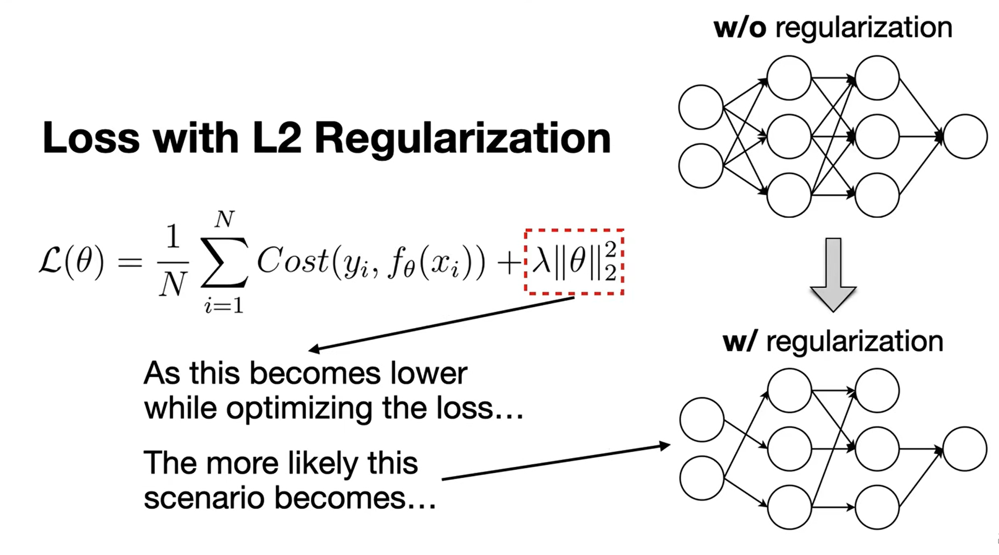 w/o regularization
Loss with L2 Regularization
$\mathcal{L}(\theta) = \frac{1}{N} \sum_{i=1}^{N} Cost(y_i, f_\theta(x_i)) + \lambda \|\theta\|_2^2$
w/ regularization
As this becomes lower
while optimizing the loss…
The more likely this
scenario becomes…